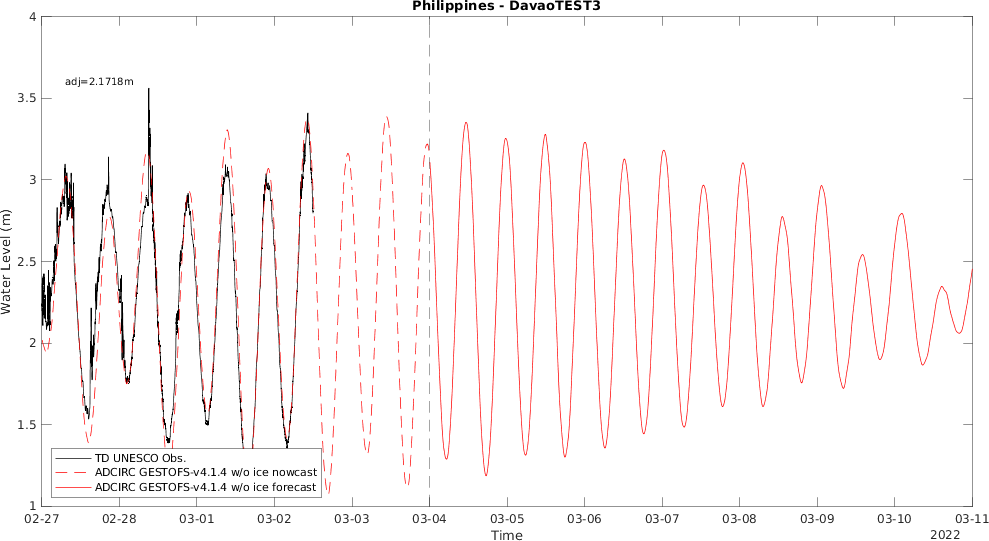 Philippines - DavaoTEST3
4
adj=2.1718m
3.5
3
2.5
2
1.5
1
Water Level (m)
TD UNESCO Obs.
ADCIRC GESTOFS-v4.1.4 w/o ice nowcast
ADCIRC GESTOFS-v4.1.4 w/o ice forecast
02-27 02-28 03-01 03-02 03-03 03-04 03-05 03-06 03-07 03-08 03-09 03-10 03-11
Time
2022